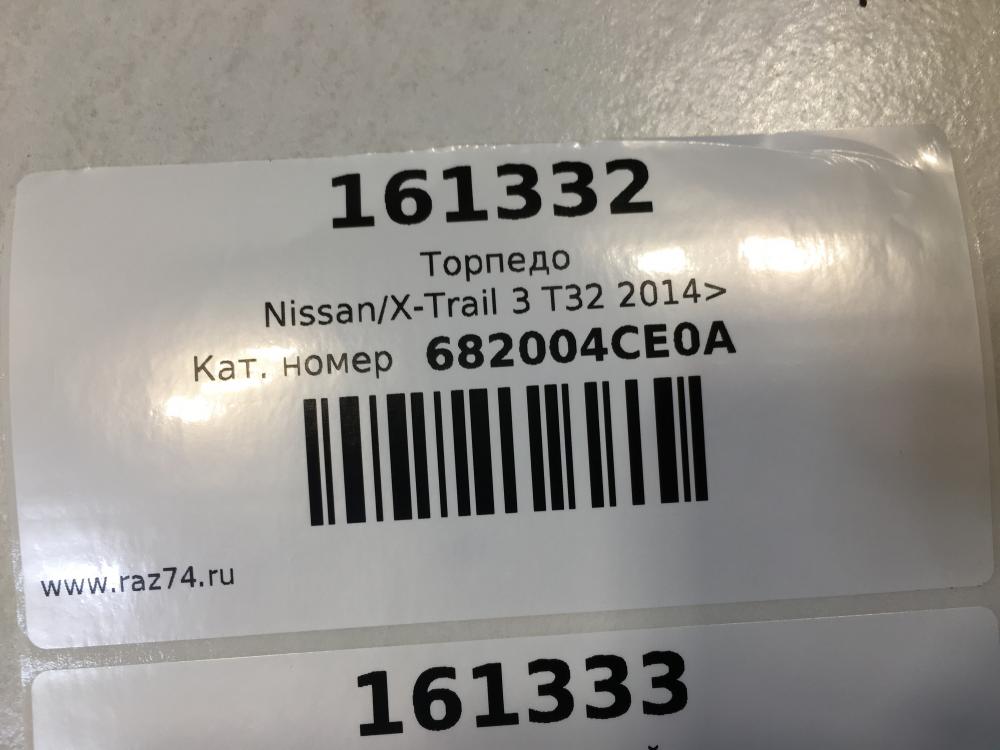 161332
Торпедо
Nissan/X-Trail 3 T32 2014>
Кат. номер 682004CE0A
www.raz74.ru
161333